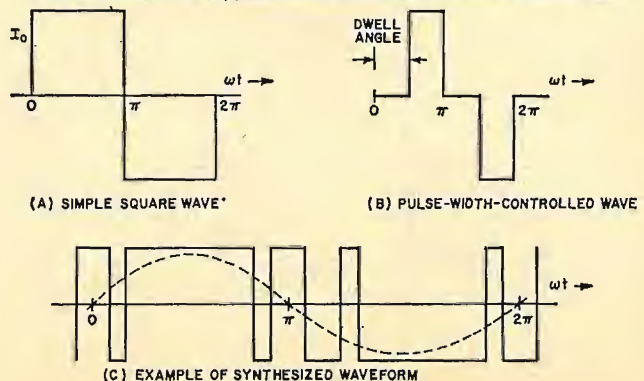 I₀
ωt →
0
π
2π
(A) SIMPLE SQUARE WAVE
DWELL
ANGLE
ωt →
0
π
2π
(B) PULSE-WIDTH-CONTROLLED WAVE
ωt →
0
π
2π
(C) EXAMPLE OF SYNTHESIZED WAVEFORM